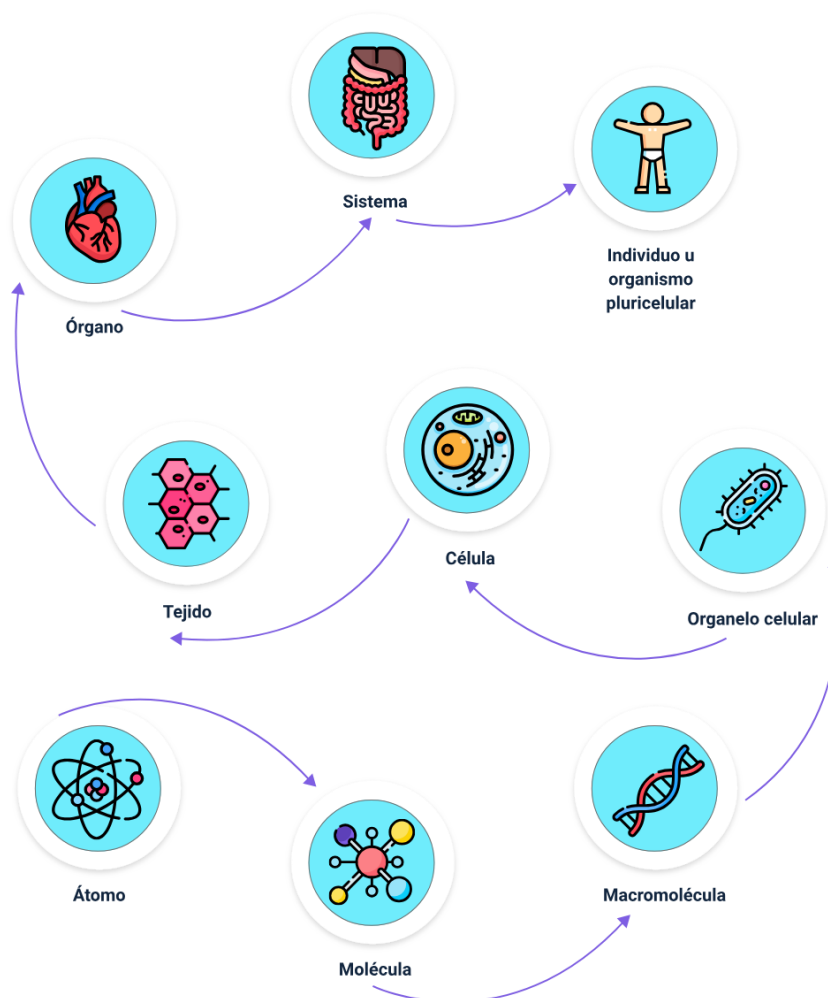 Sistema
Individuo u
organismo
pluricelular
Órgano
Célula
Tejido
Organelo celular
Átomo
Macromolécula
Molécula